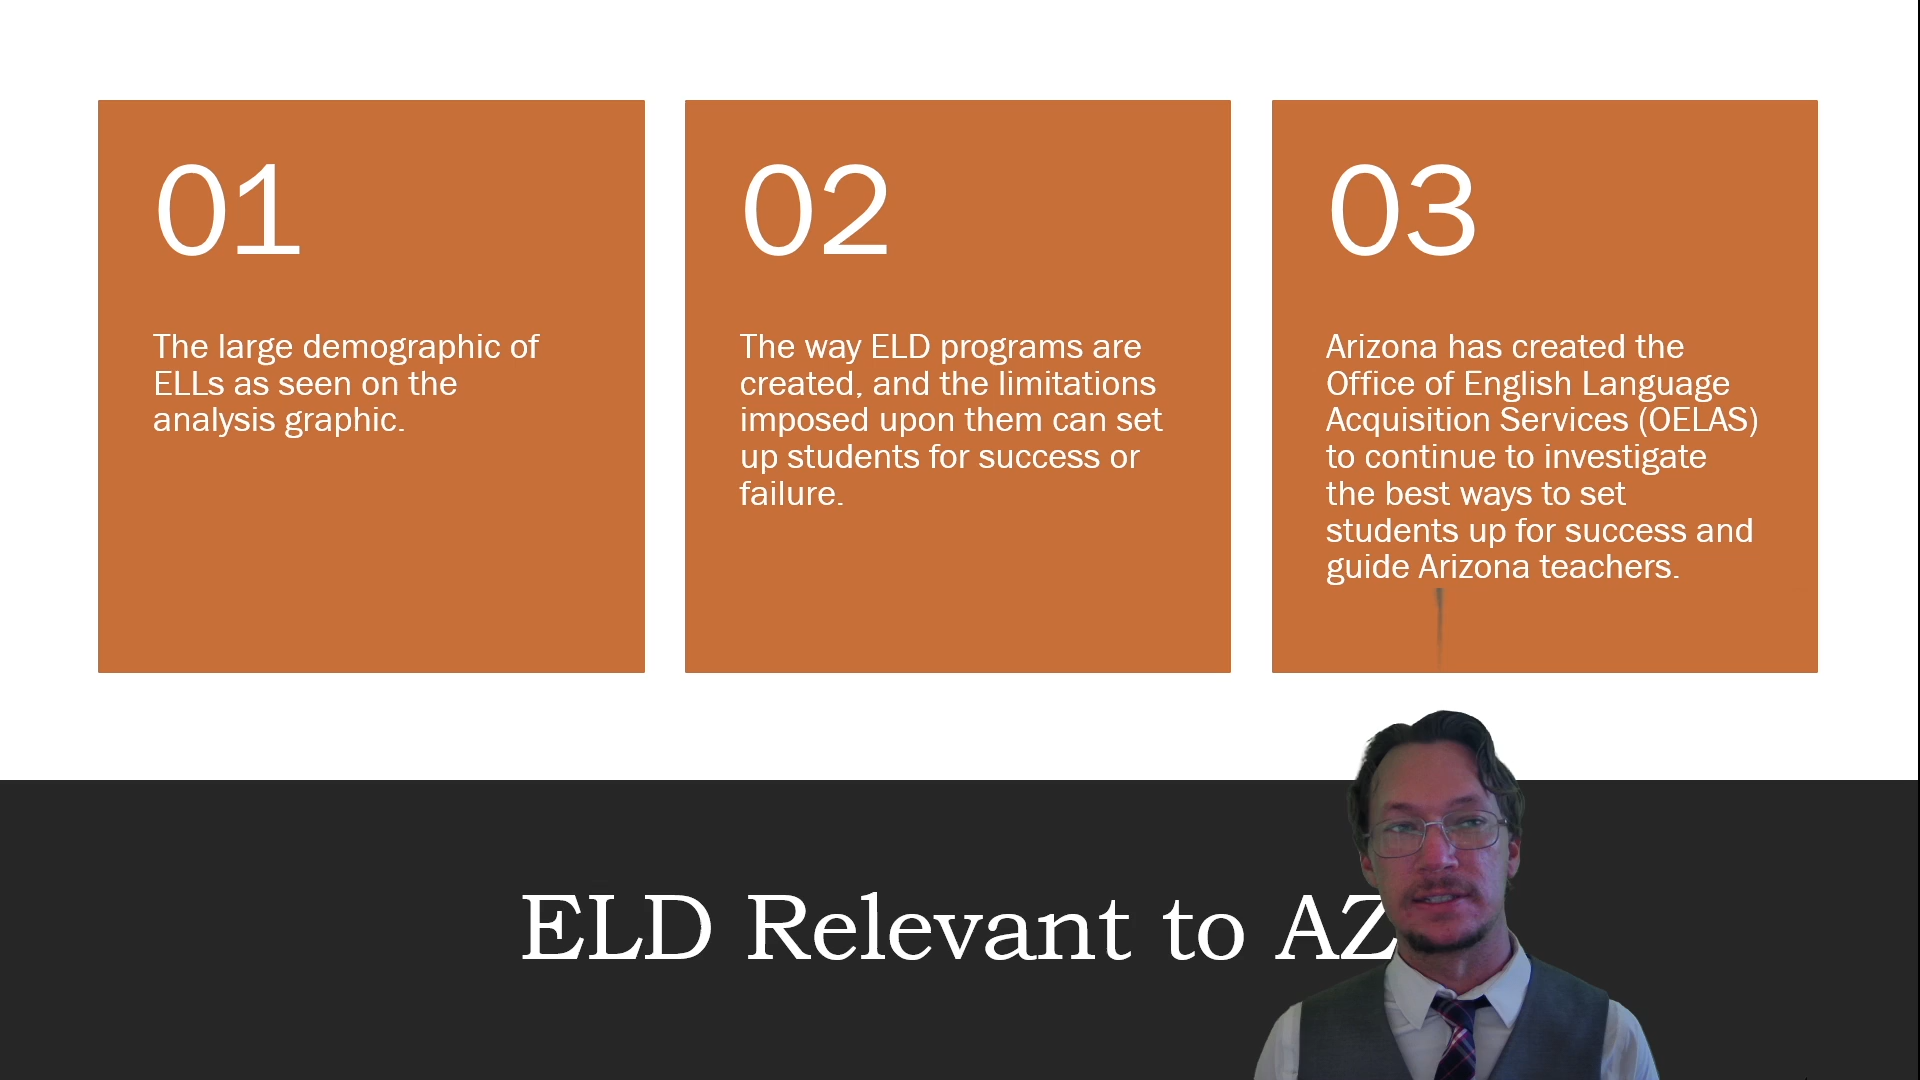 01
The large demographic of
ELLs as seen on the
analysis graphic.
02
The way ELD programs are
created, and the limitations
imposed upon them can set
up students for success or
failure.
03
Arizona has created the
Office of English Language
Acquisition Services (OELAS)
to continue to investigate
the best ways to set
students up for success and
guide Arizona teachers.
ELD Relevant to AZ